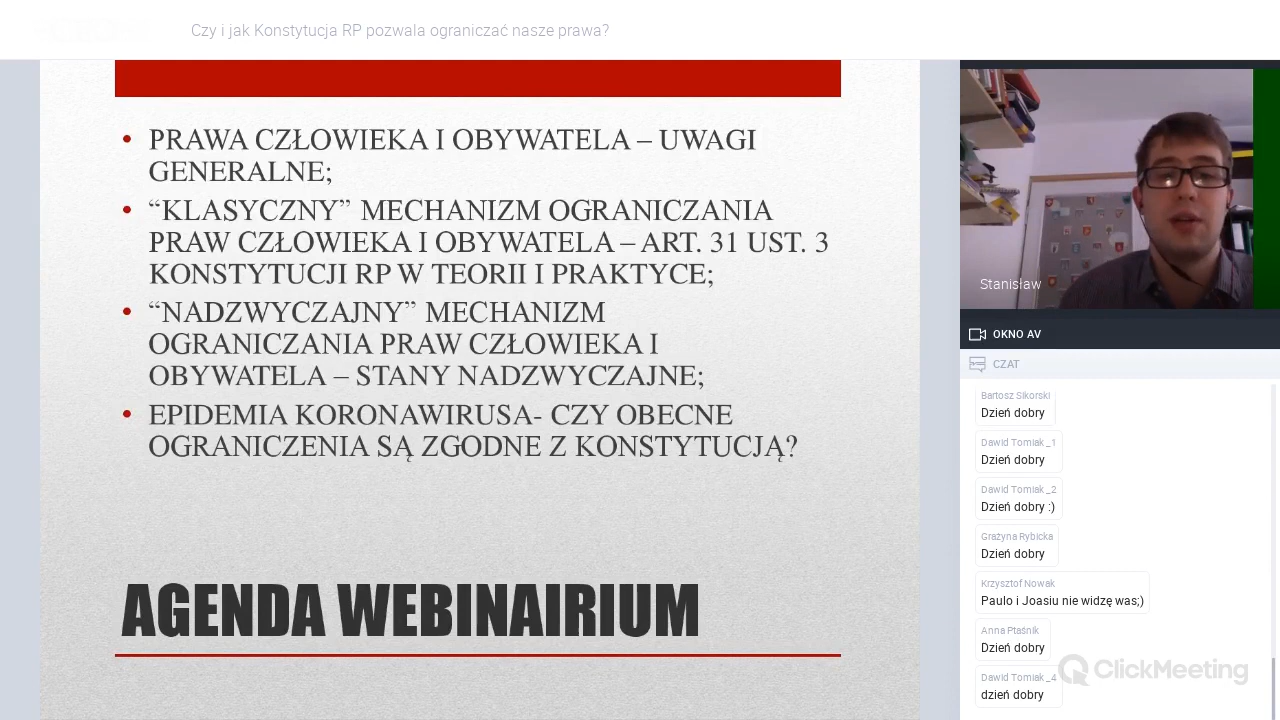 Czy i jak Konstytucja RP pozwala ograniczać nasze prawa?
• PRAWA CZŁOWIEKA I OBYWATELA – UWAGI
GENERALNE;
• “KLASYCZNY” MECHANIZM OGRANICZANIA
PRAW CZŁOWIEKA I OBYWATELA – ART. 31 UST. 3
KONSTYTUCJI RP W TEORII I PRAKTYCE;
• “NADZWYCZAJNY” MECHANIZM
OGRANICZANIA PRAW CZŁOWIEKA I
OBYWATELA – STANY NADZWYCZAJNE;
• EPIDEMIA KORONAWIRUSA- CZY OBECNE
OGRANICZENIA SĄ ZGODNE Z KONSTYTUCJĄ?
AGENDA WEBINAIRIUM
Stanisław
OKNO AV
CZAT
Bartosz Sikorski
Dzień dobry
Dawid Tomiak _1
Dzień dobry
Dawid Tomiak _2
Dzień dobry :)
Grażyna Rybicka
Dzień dobry
Krzysztof Nowak
Paulo i Joasiu nie widzę was;)
Anna Ptaśnik
Dzień dobry
Dawid Tomiak _4
dzień dobry
ClickMeeting